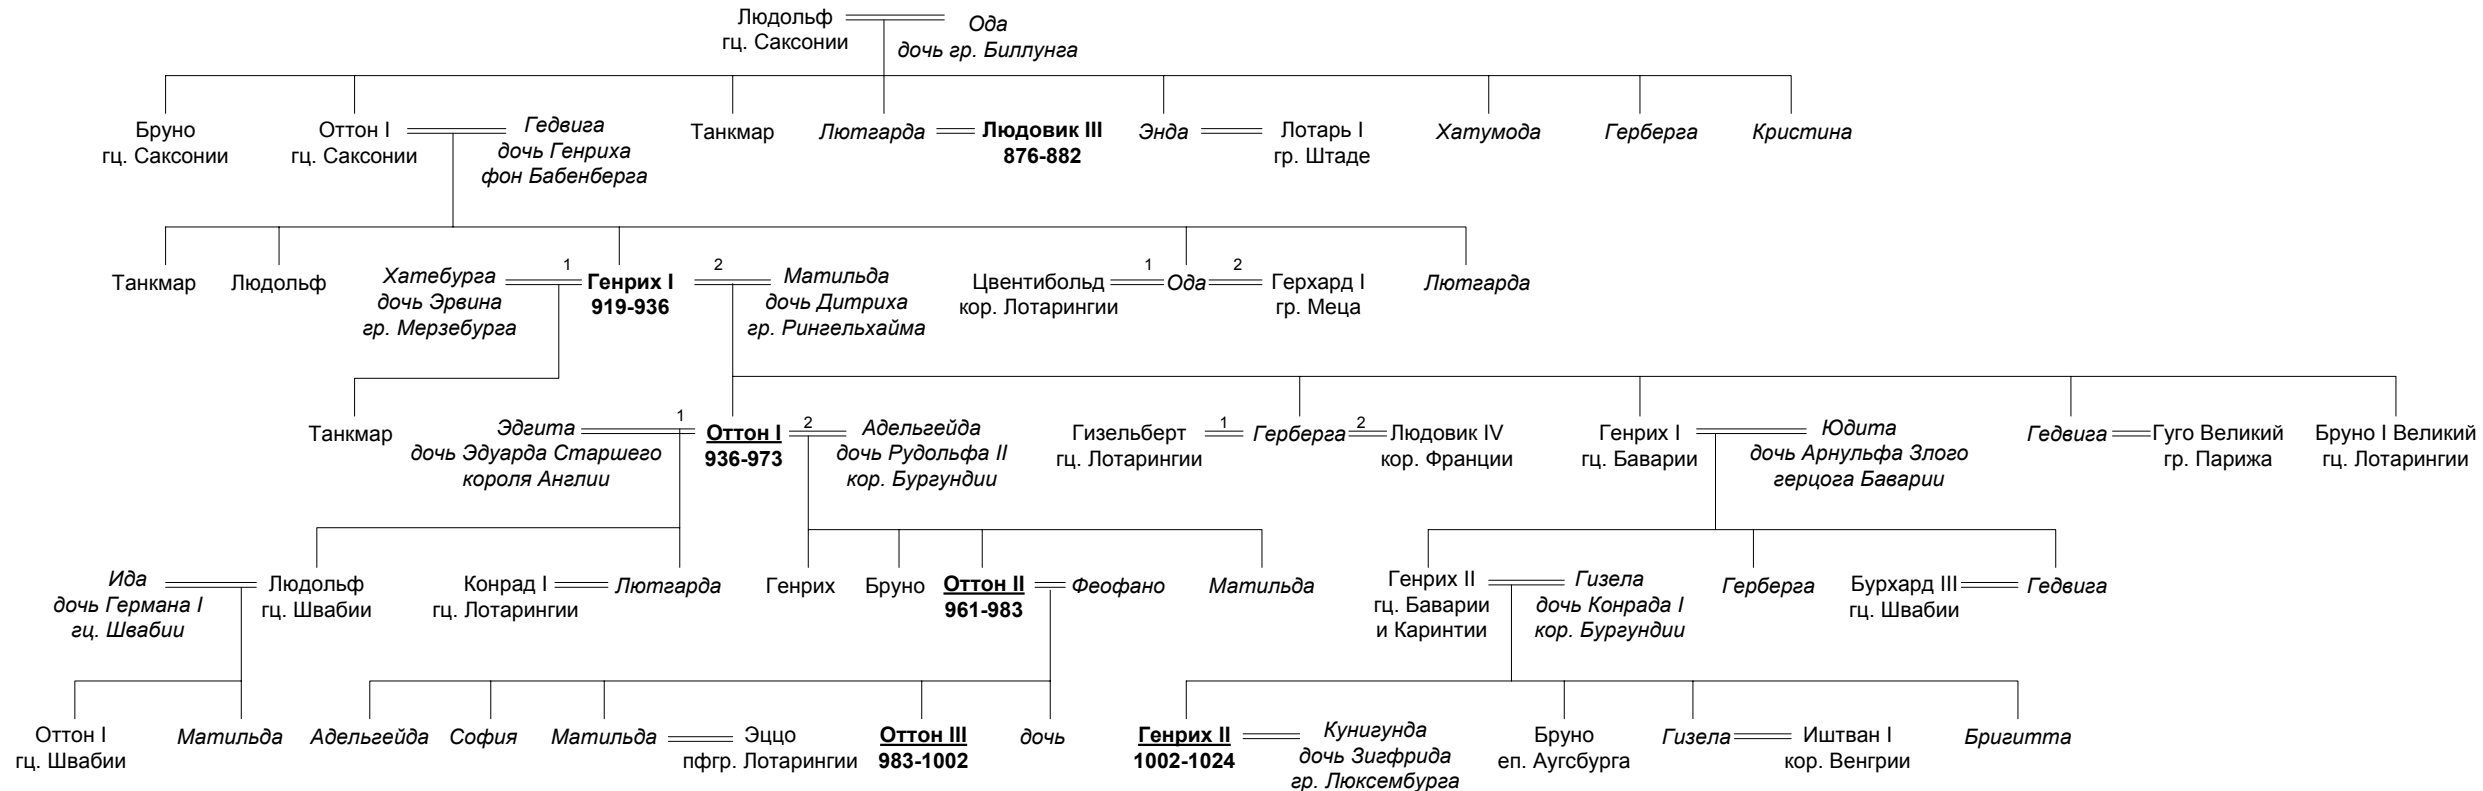 Людольф
гц. Саксонии
Ода
дочь гр. Биллунга
Бруно
гц. Саксонии
Оттон I
гц. Саксонии
Гедвига
дочь Генриха
фон Бабенберга
Танкмар
Лютгарда
Людовик III
876-882
Энда
Лотарь I
гр. Штаде
Хатумода
Герберга
Кристина
Танкмар
Людольф
Хатебурга
дочь Эрвина
гр. Мерзебурга
1
Генрих I
919-936
2
Матильда
дочь Дитриха
гр. Рингельхайма
Цвентибольд
кор. Лотарингии
1
Ода
2
Герхард I
гр. Меца
Лютгарда
Танкмар
Эдгита
дочь Эдуарда Старшего
короля Англии
1
Оттон I
936-973
2
Адельгейда
дочь Рудольфа II
кор. Бургундии
Гизельберт
гц. Лотарингии
1
Герберга
2
Людовик IV
кор. Франции
Генрих I
гц. Баварии
Юдита
дочь Арнульфа Злого
герцога Баварии
Гедвига
Гуго Великий
гр. Парижа
Бруно I Великий
гц. Лотарингии
Ида
дочь Германа I
гц. Швабии
Людольф
гц. Швабии
Конрад I
гц. Лотарингии
Лютгарда
Генрих
Бруно
Оттон II
961-983
Феофано
Матильда
Генрих II
гц. Баварии
и Каринтии
Гизела
дочь Конрада I
кор. Бургундии
Герберга
Бурхард III
гц. Швабии
Гедвига
Оттон I
гц. Швабии
Матильда
Адельгейда
София
Матильда
Эццо
пфгр. Лотарингии
Оттон III
983-1002
дочь
Генрих II
1002-1024
Кунигунда
дочь Зигфрида
гр. Люксембурга
Бруно
еп. Аугсбурга
Гизела
Иштван I
кор. Венгрии
Бригитта